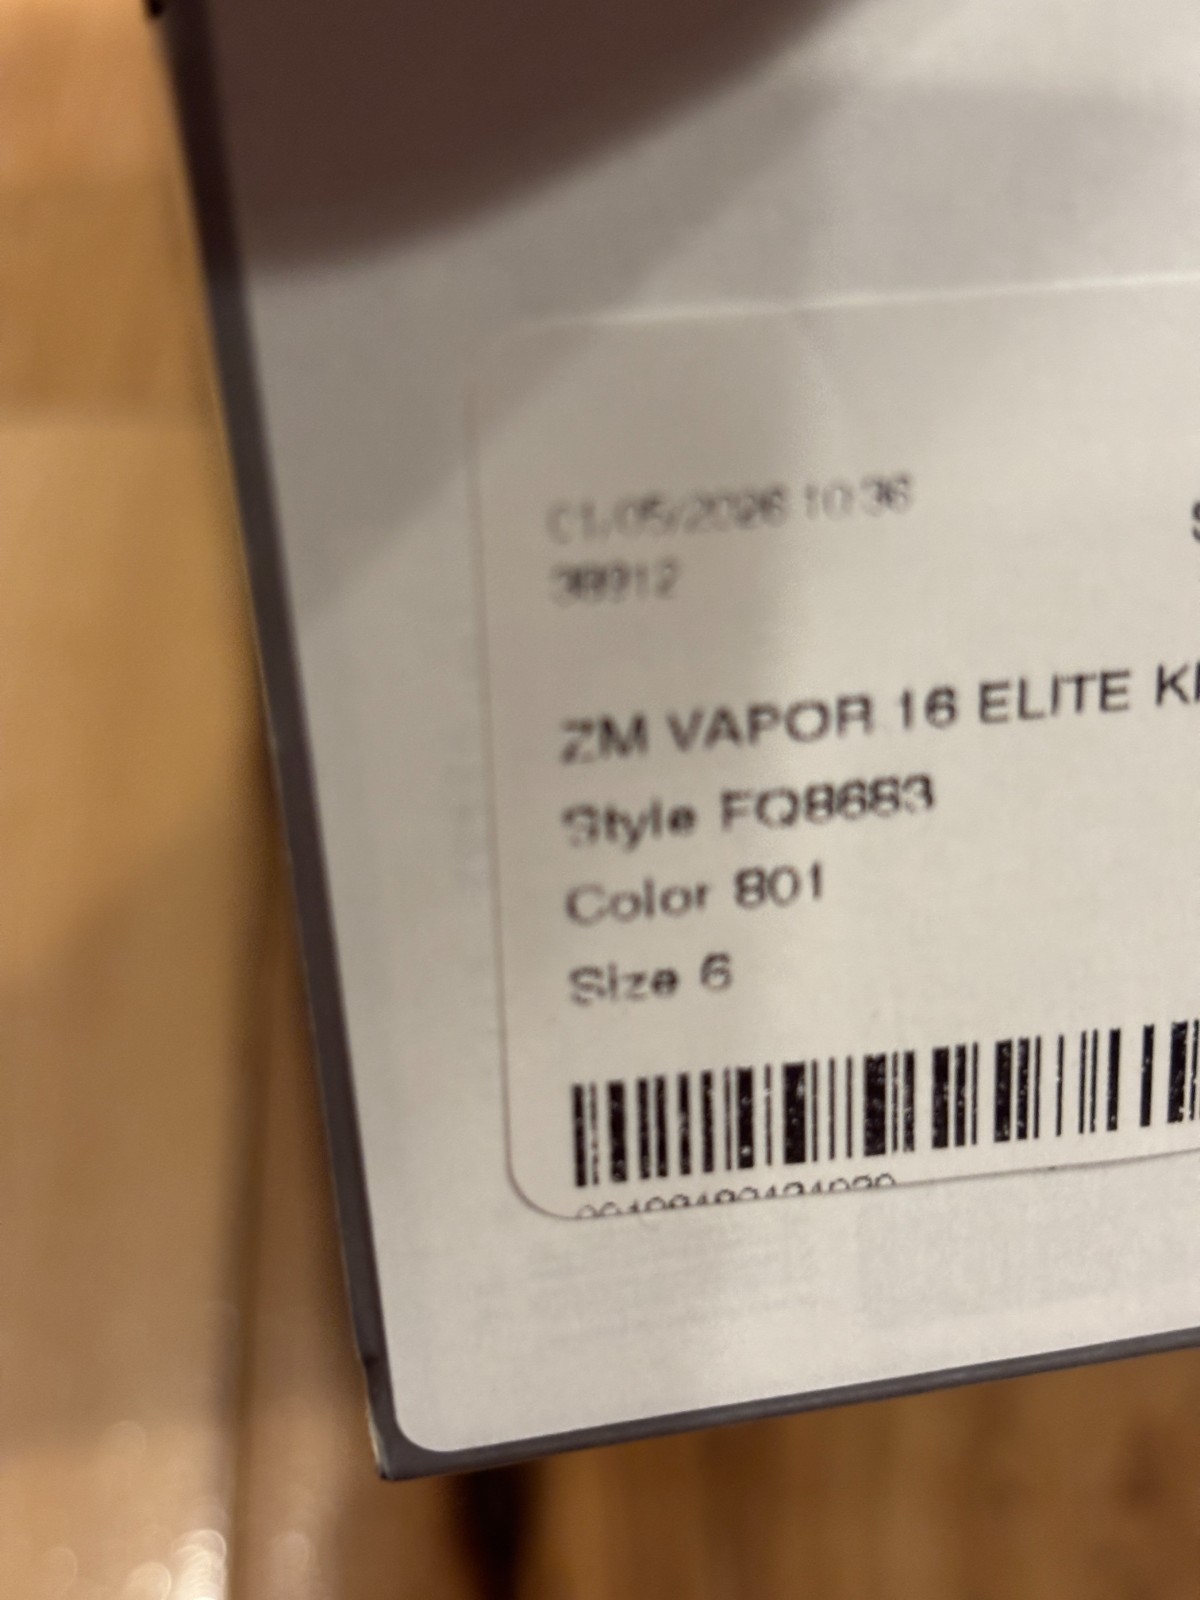 01/05/2026 10:36
S
38912
ZM VAPOR 16 ELITE K
Style FQ8683
Color 801
Size 6